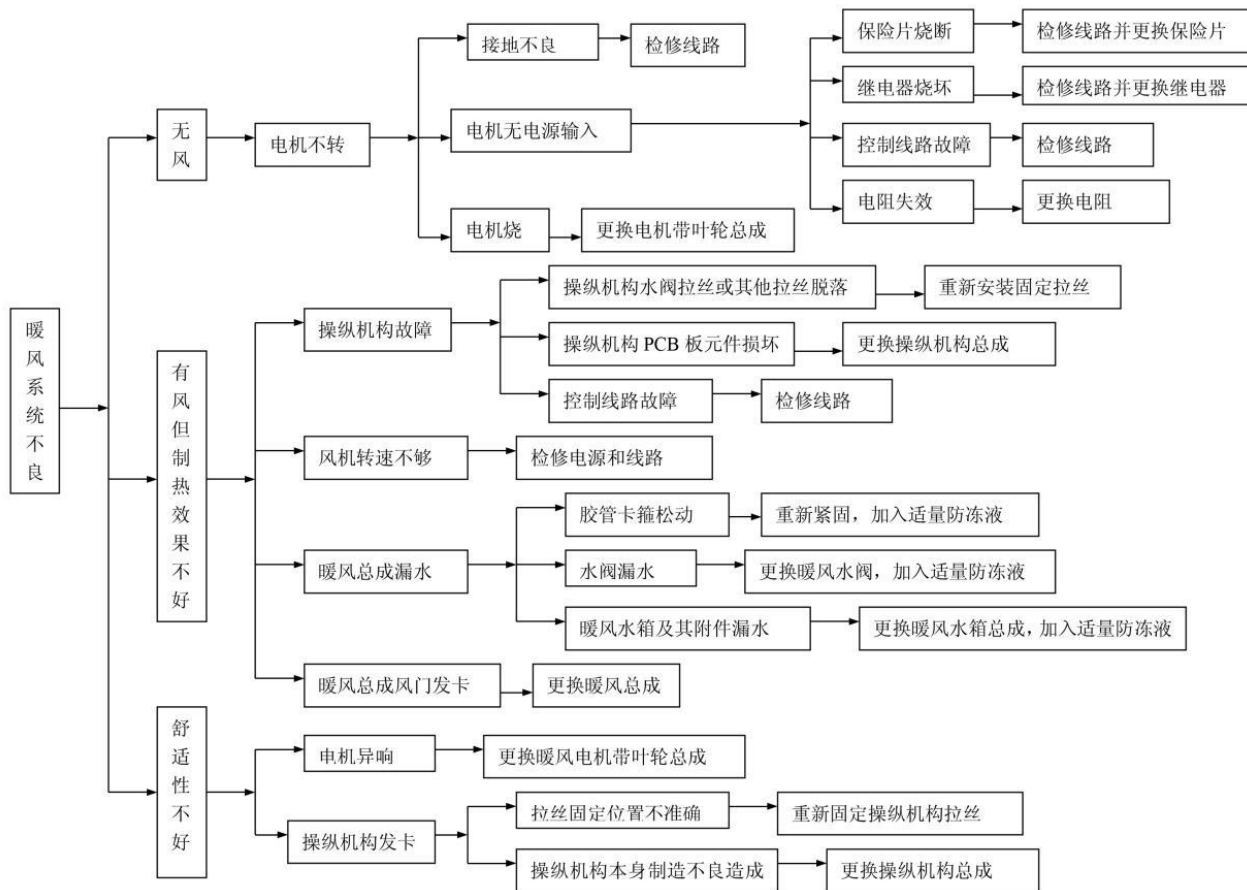 暖风系统不良
无风
电机不转
接地不良
检修线路
电机无电源输入
保险片烧断
检修线路并更换保险片
继电器烧坏
检修线路并更换继电器
控制线路故障
检修线路
电阻失效
更换电阻
电机烧
更换电机带叶轮总成
有风但制热效果不好
操纵机构故障
操纵机构水阀拉丝或其他拉丝脱落
重新安装固定拉丝
操纵机构 PCB 板元件损坏
更换操纵机构总成
控制线路故障
检修线路
风机转速不够
检修电源和线路
暖风总成漏水
胶管卡箍松动
重新紧固，加入适量防冻液
水阀漏水
更换暖风水阀，加入适量防冻液
暖风水箱及其附件漏水
更换暖风水箱总成，加入适量防冻液
暖风总成风门发卡
更换暖风总成
舒适性不好
电机异响
更换暖风电机带叶轮总成
操纵机构发卡
拉丝固定位置不准确
重新固定操纵机构拉丝
操纵机构本身制造不良造成
更换操纵机构总成